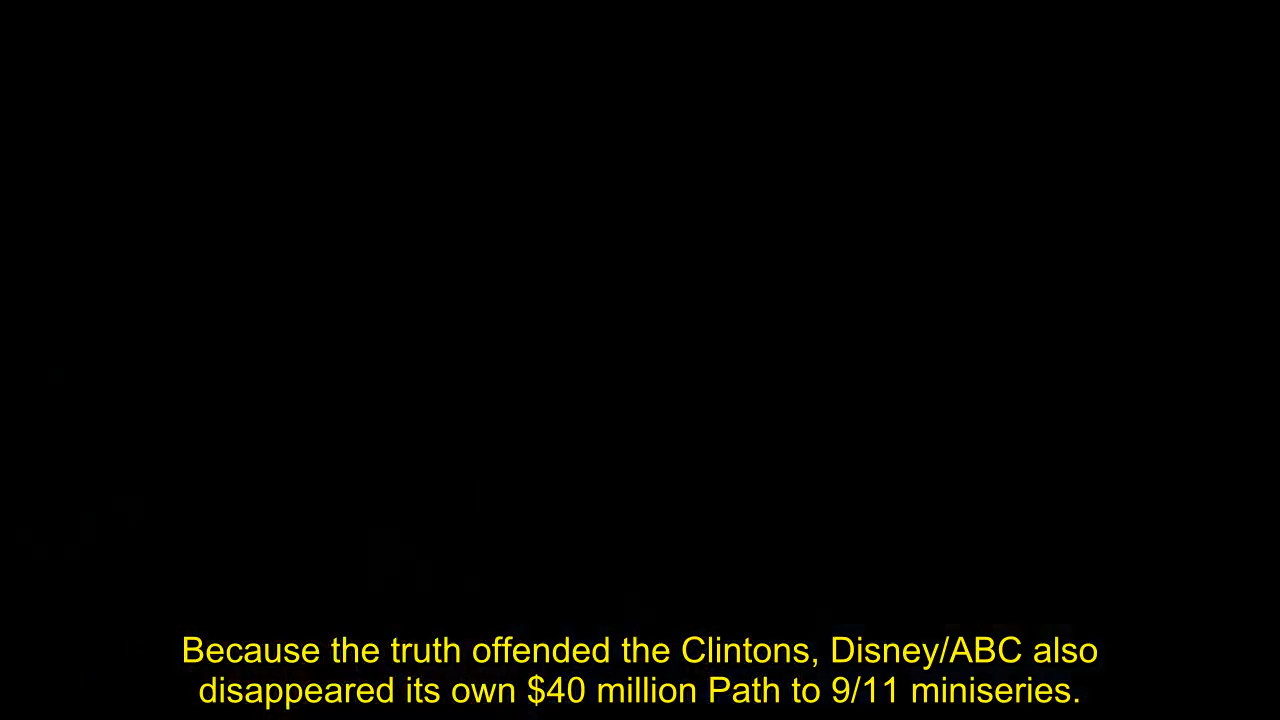 Because the truth offended the Clintons, Disney/ABC also
disappeared its own $40 million Path to 9/11 miniseries.